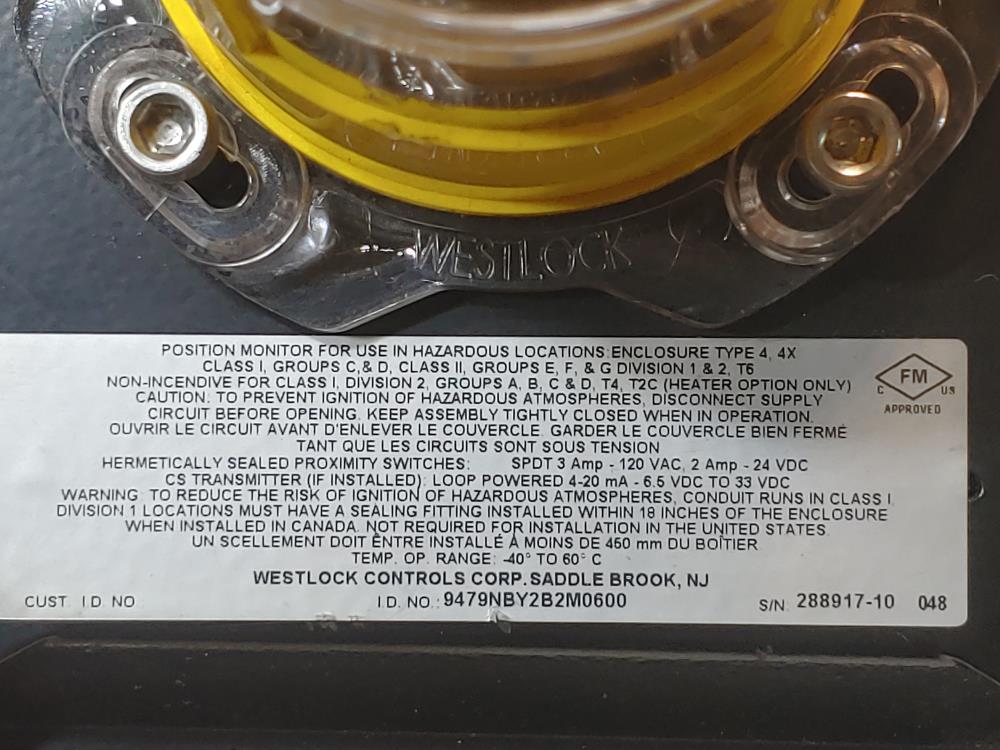 WESTLOCK
POSITION MONITOR FOR USE IN HAZARDOUS LOCATIONS: ENCLOSURE TYPE 4, 4X
CLASS I, GROUPS C,& D, CLASS II, GROUPS E, F, & G DIVISION 1 & 2, T6
NON-INCENDIVE FOR CLASS I, DIVISION 2, GROUPS A, B, C & D, T4, T2C (HEATER OPTION ONLY)
CAUTION: TO PREVENT IGNITION OF HAZARDOUS ATMOSPHERES, DISCONNECT SUPPLY
CIRCUIT BEFORE OPENING. KEEP ASSEMBLY TIGHTLY CLOSED WHEN IN OPERATION.
OUVRIR LE CIRCUIT AVANT D'ENLEVER LE COUVERCLE. GARDER LE COUVERCLE BIEN FERMÉ
TANT QUE LES CIRCUITS SONT SOUS TENSION
C FM US
APPROVED
HERMETICALLY SEALED PROXIMITY SWITCHES: SPDT 3 Amp - 120 VAC, 2 Amp - 24 VDC
CS TRANSMITTER (IF INSTALLED): LOOP POWERED 4-20 mA - 6.5 VDC TO 33 VDC
WARNING: TO REDUCE THE RISK OF IGNITION OF HAZARDOUS ATMOSPHERES, CONDUIT RUNS IN CLASS I,
DIVISION 1 LOCATIONS MUST HAVE A SEALING FITTING INSTALLED WITHIN 18 INCHES OF THE ENCLOSURE
WHEN INSTALLED IN CANADA. NOT REQUIRED FOR INSTALLATION IN THE UNITED STATES.
UN SCELLEMENT DOIT ÊNTRE INSTALLÉ À MOINS DE 450 mm DU BOÎTIER
TEMP. OP. RANGE: -40° TO 60° C
WESTLOCK CONTROLS CORP. SADDLE BROOK, NJ
CUST. I.D. NO. I.D. NO.: 9479NBY2B2M0600 S/N: 288917-10 048